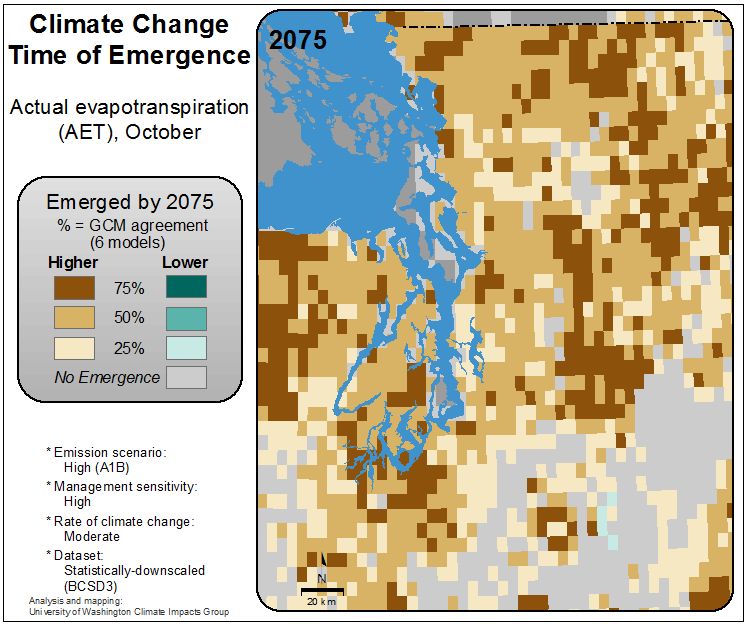 Climate Change
Time of Emergence
Actual evapotranspiration
(AET), October
2075
Emerged by 2075
% = GCM agreement
(6 models)
Higher Lower
75%
50%
25%
No Emergence
* Emission scenario:
High (A1B)
* Management sensitivity:
High
* Rate of climate change:
Moderate
* Dataset:
Statistically-downscaled
(BCSD3)
Analysis and mapping:
University of Washington Climate Impacts Group
N
20 km